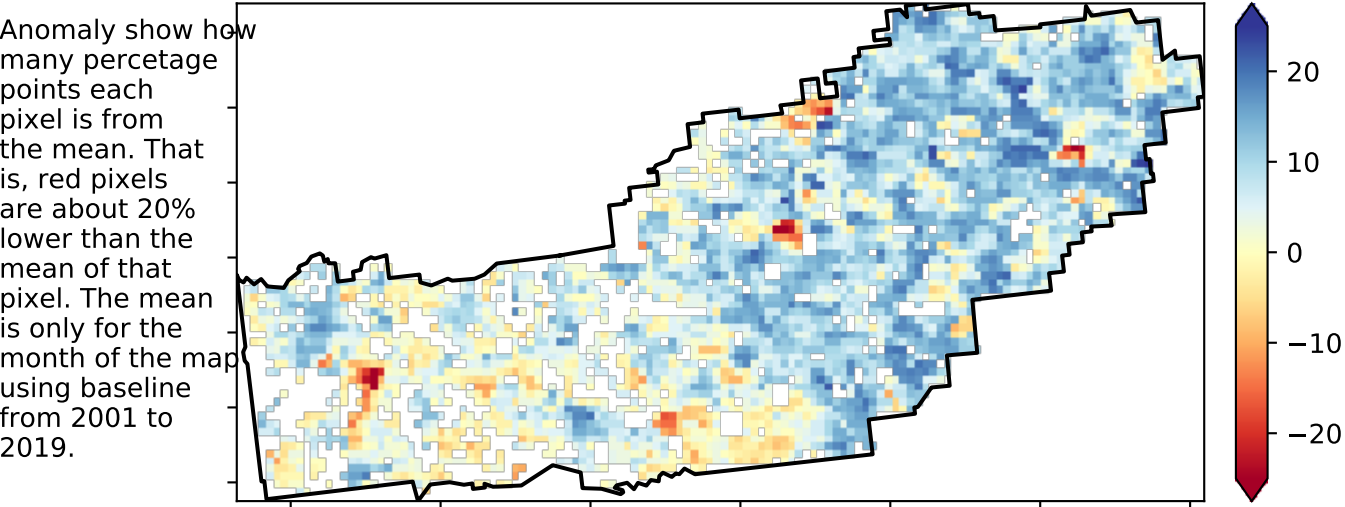 Anomaly show how
many percetage
points each
pixel is from
the mean. That
is, red pixels
are about 20%
lower than the
mean of that
pixel. The mean
is only for the
month of the map
using baseline
from 2001 to
2019.
20
10
0
−10
−20